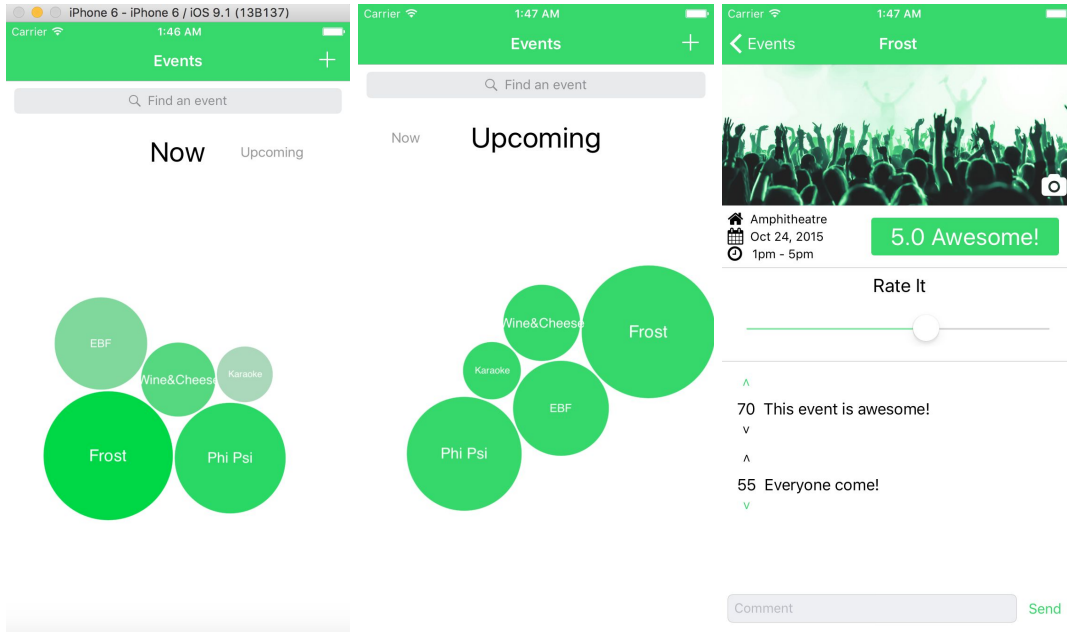 iPhone 6 - iPhone 6 / iOS 9.1 (13B137)
Carrier 1:46 AM
Events +
Find an event
Now Upcoming
EBF
Wine&Cheese
Karaoke
Frost
Phi Psi
Carrier 1:47 AM
Events +
Find an event
Now Upcoming
Wine&Cheese
Frost
Karaoke
EBF
Phi Psi
Carrier 1:47 AM
Events Frost
Amphitheatre
Oct 24, 2015
1pm - 5pm
5.0 Awesome!
Rate It
70 This event is awesome!
55 Everyone come!
Comment Send